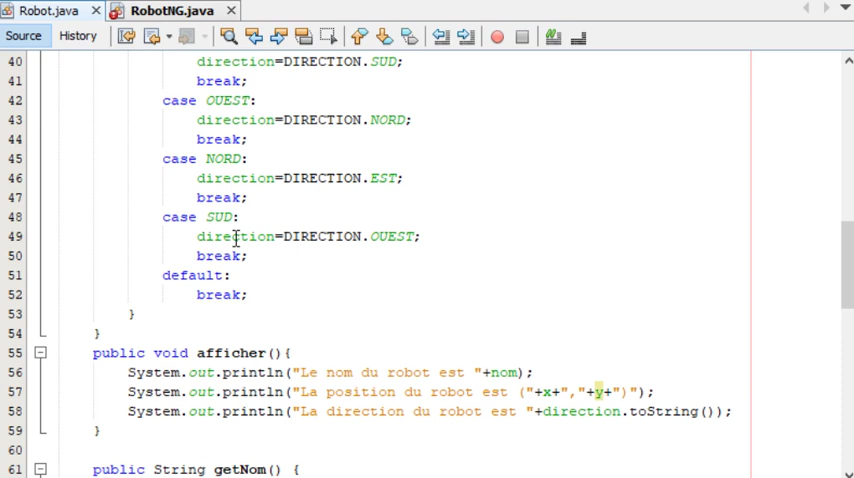 Robot.java RobotNG.java
Source History
40 direction=DIRECTION.SUD;
41 break;
42 case OUEST:
43 direction=DIRECTION.NORD;
44 break;
45 case NORD:
46 direction=DIRECTION.EST;
47 break;
48 case SUD:
49 direction=DIRECTION.OUEST;
50 break;
51 default:
52 break;
53 }
54 }
55 public void afficher(){
56 System.out.println("Le nom du robot est "+nom);
57 System.out.println("La position du robot est ("+x+","+y+")");
58 System.out.println("La direction du robot est "+direction.toString());
59 }
60
61 public String getNom() {